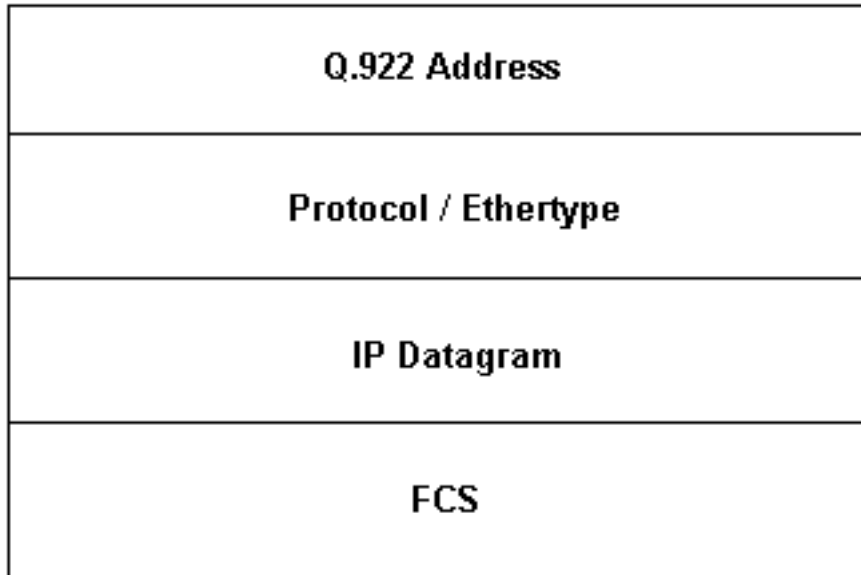 Q.922 Address
Protocol / Ethertype
IP Datagram
FCS